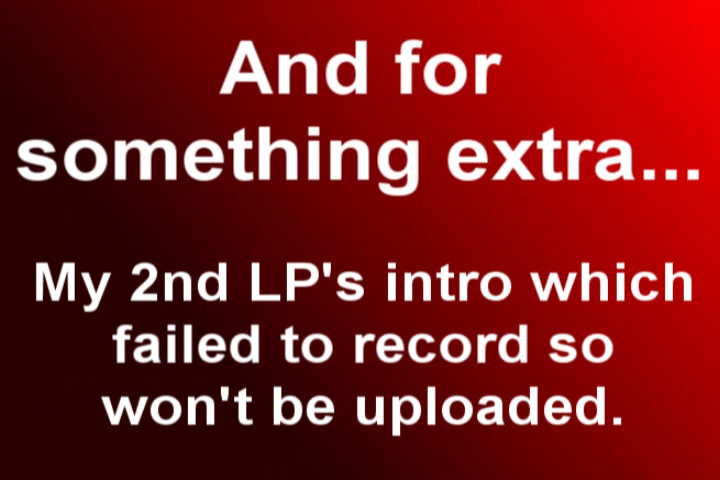 And for
something extra...
My 2nd LP's intro which
failed to record so
won't be uploaded.